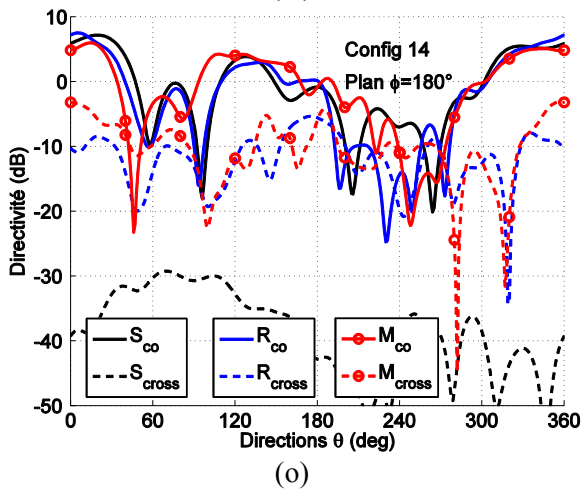 Config 14
Plan ϕ=180°
Directivité (dB)
10
0
-10
-20
-30
-40
-50
S_co
S_cross
R_co
R_cross
M_co
M_cross
0 60 120 180 240 300 360
Directions θ (deg)
(o)